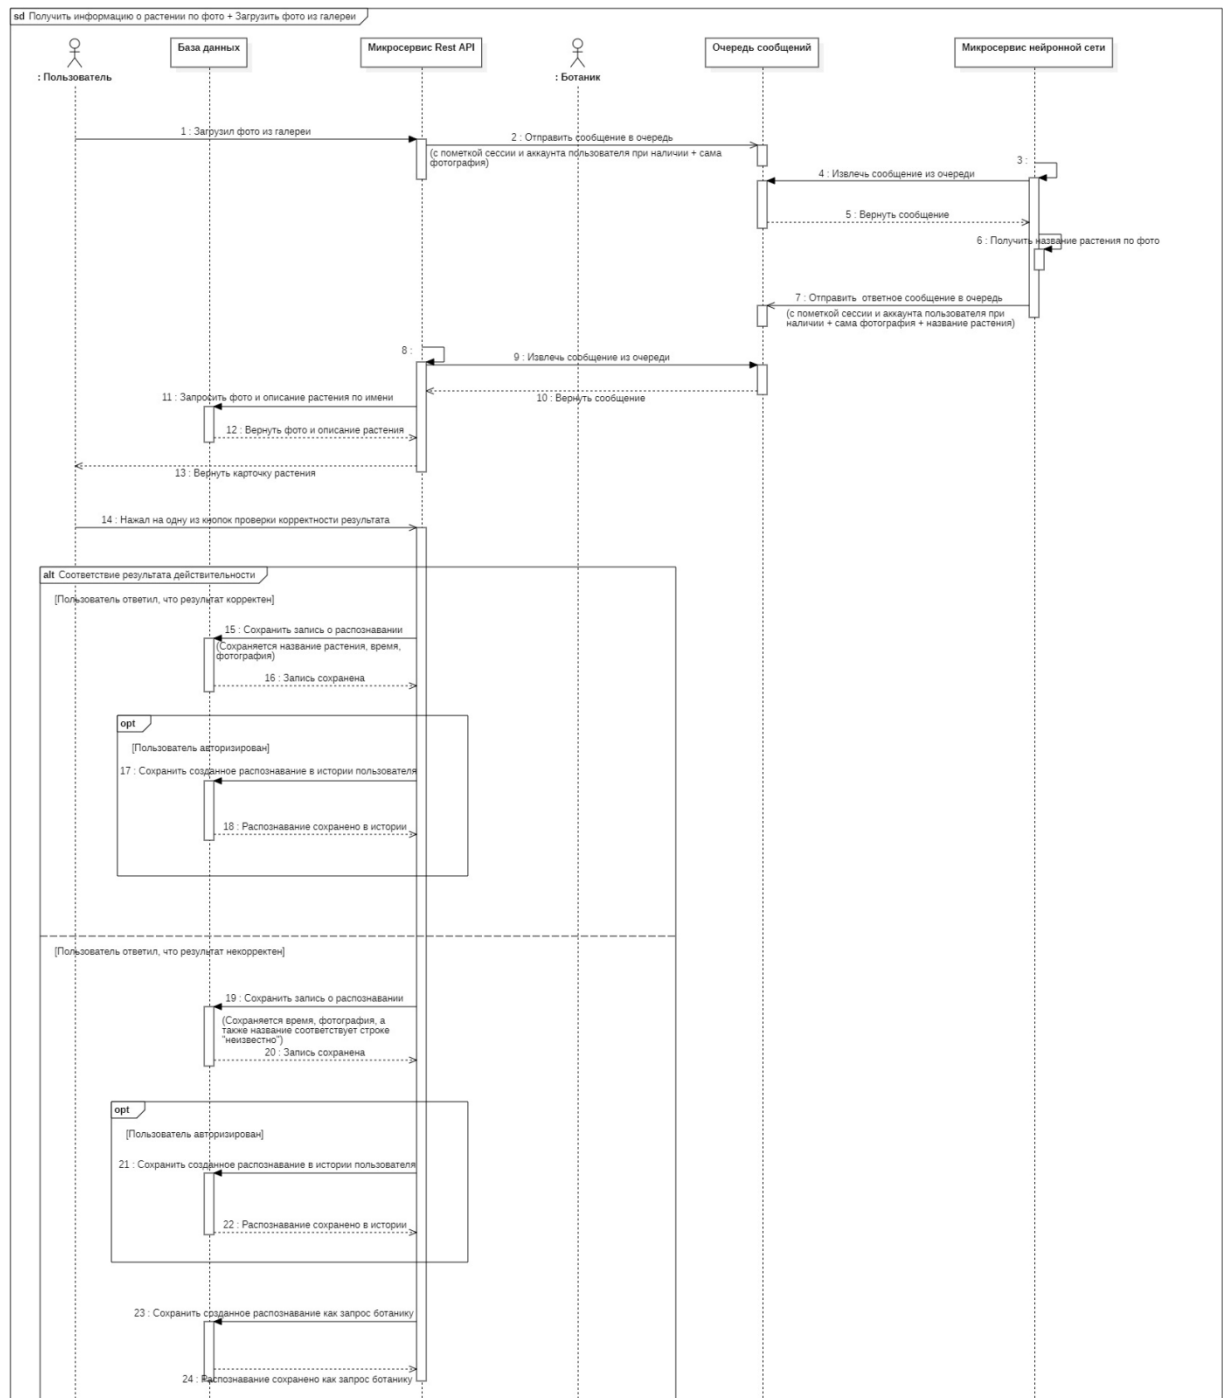 sd Получить информацию о растении по фото + Загрузить фото из галереи
: Пользователь
База данных
Микросервис Rest API
: Ботаник
Очередь сообщений
Микросервис нейронной сети
1 : Загрузил фото из галереи
2 : Отправить сообщение в очередь
(с пометкой сессии и аккаунта пользователя при наличии + сама
фотография)
3 :
4 : Извлечь сообщение из очереди
5 : Вернуть сообщение
6 : Получить название растения по фото
7 : Отправить ответное сообщение в очередь
(с пометкой сессии и аккаунта пользователя при
наличии + сама фотография + название растения)
8 :
9 : Извлечь сообщение из очереди
10 : Вернуть сообщение
11 : Запросить фото и описание растения по имени
12 : Вернуть фото и описание растения
13 : Вернуть карточку растения
14 : Нажал на одну из кнопок проверки корректности результата
alt Соответствие результата действительности
[Пользователь ответил, что результат корректен]
15 : Сохранить запись о распознавании
(Сохраняется название растения, время,
фотография)
16 : Запись сохранена
opt
[Пользователь авторизирован]
17 : Сохранить созданное распознавание в истории пользователя
18 : Распознавание сохранено в истории
[Пользователь ответил, что результат некорректен]
19 : Сохранить запись о распознавании
(Сохраняется время, фотография, а
также название соответствует строке
"неизвестно")
20 : Запись сохранена
opt
[Пользователь авторизирован]
21 : Сохранить созданное распознавание в истории пользователя
22 : Распознавание сохранено в истории
23 : Сохранить созданное распознавание как запрос ботанику
24 : Распознавание сохранено как запрос ботанику